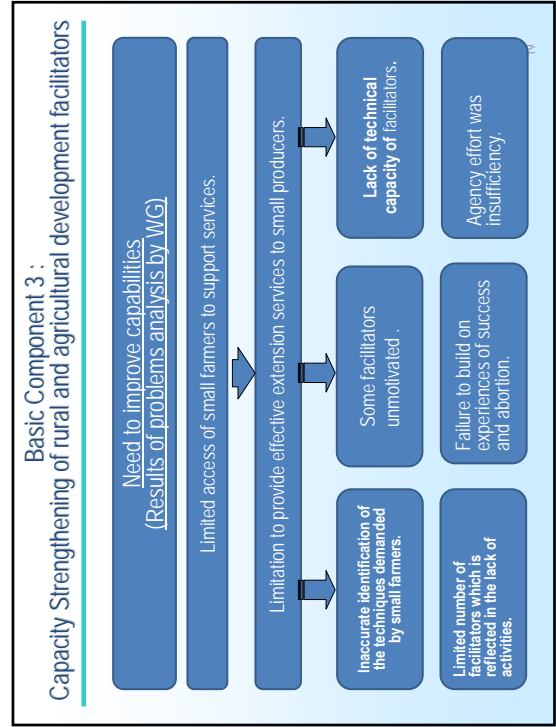 Basic Component 3 :
Capacity Strengthening of rural and agricultural development facilitators
Need to improve capabilities
(Results of problems analysis by WG)
Limited access of small farmers to support services.
Limitation to provide effective extension services to small producers.
Inaccurate identification of
the techniques demanded
by small farmers.
Some facilitators
unmotivated .
Lack of technical
capacity of facilitators.
Limited number of
facilitators which is
reflected in the lack of
activities.
Failure to build on
experiences of success
and abortion.
Agency effort was
insufficiency.
19